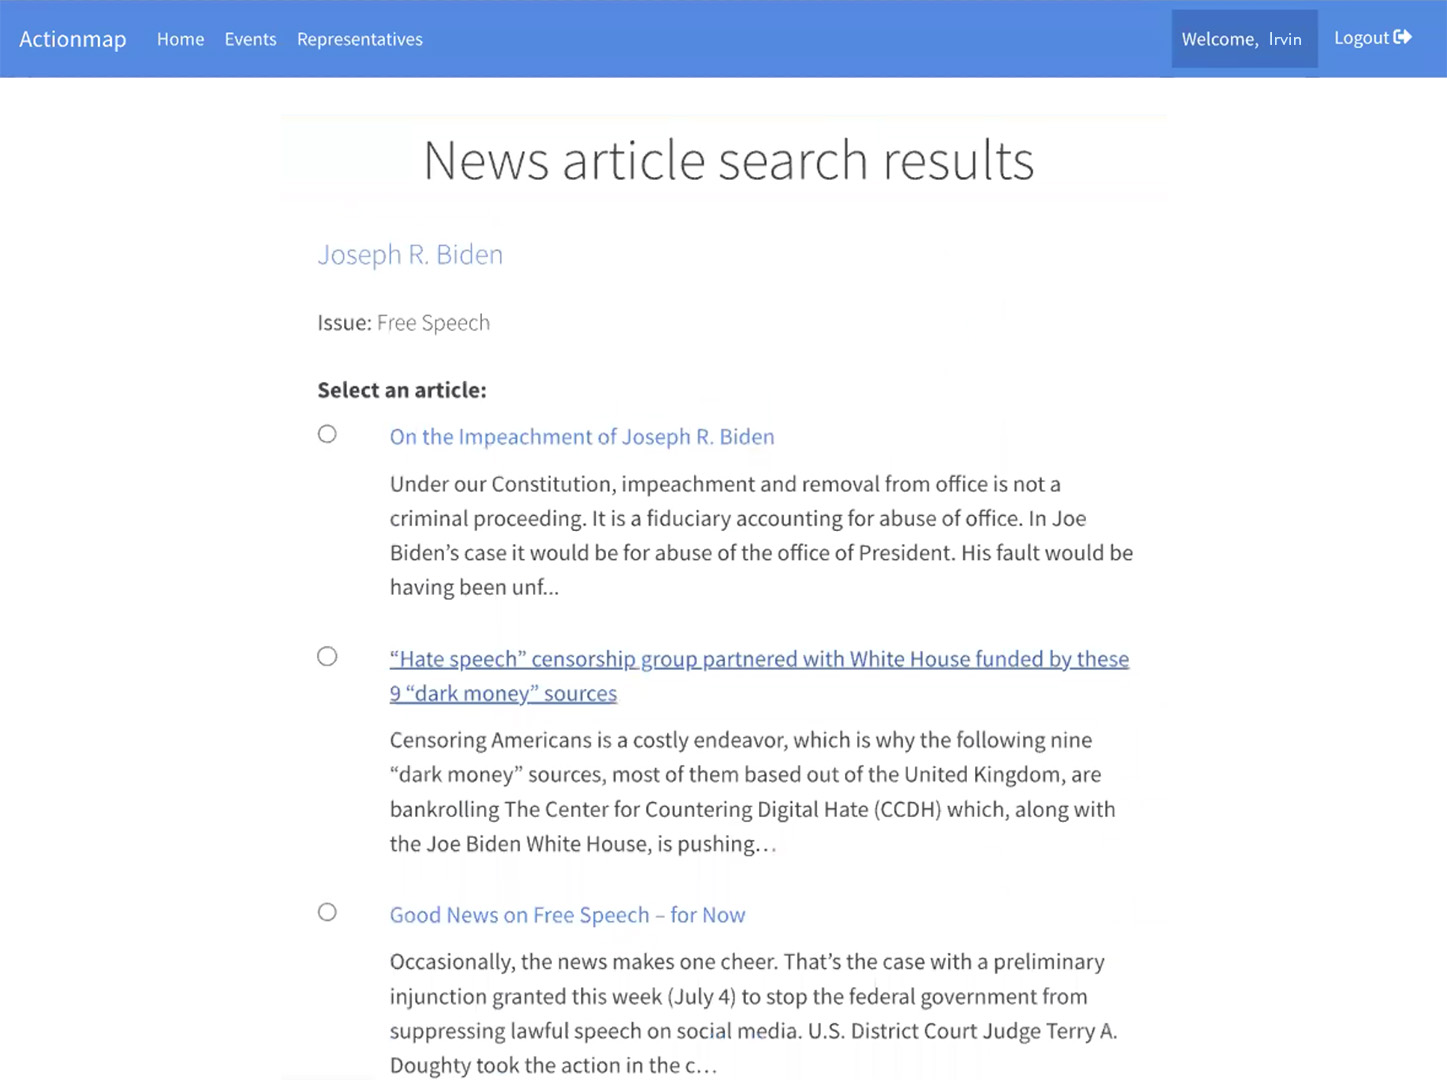 Actionmap Home Events Representatives Welcome, Irvin Logout
News article search results
Joseph R. Biden
Issue: Free Speech
Select an article:
On the Impeachment of Joseph R. Biden
Under our Constitution, impeachment and removal from office is not a
criminal proceeding. It is a fiduciary accounting for abuse of office. In Joe
Biden’s case it would be for abuse of the office of President. His fault would be
having been unf...
“Hate speech” censorship group partnered with White House funded by these
9 “dark money” sources
Censoring Americans is a costly endeavor, which is why the following nine
“dark money” sources, most of them based out of the United Kingdom, are
bankrolling The Center for Countering Digital Hate (CCDH) which, along with
the Joe Biden White House, is pushing…
Good News on Free Speech – for Now
Occasionally, the news makes one cheer. That’s the case with a preliminary
injunction granted this week (July 4) to stop the federal government from
suppressing lawful speech on social media. U.S. District Court Judge Terry A.
Doughty took the action in the c…